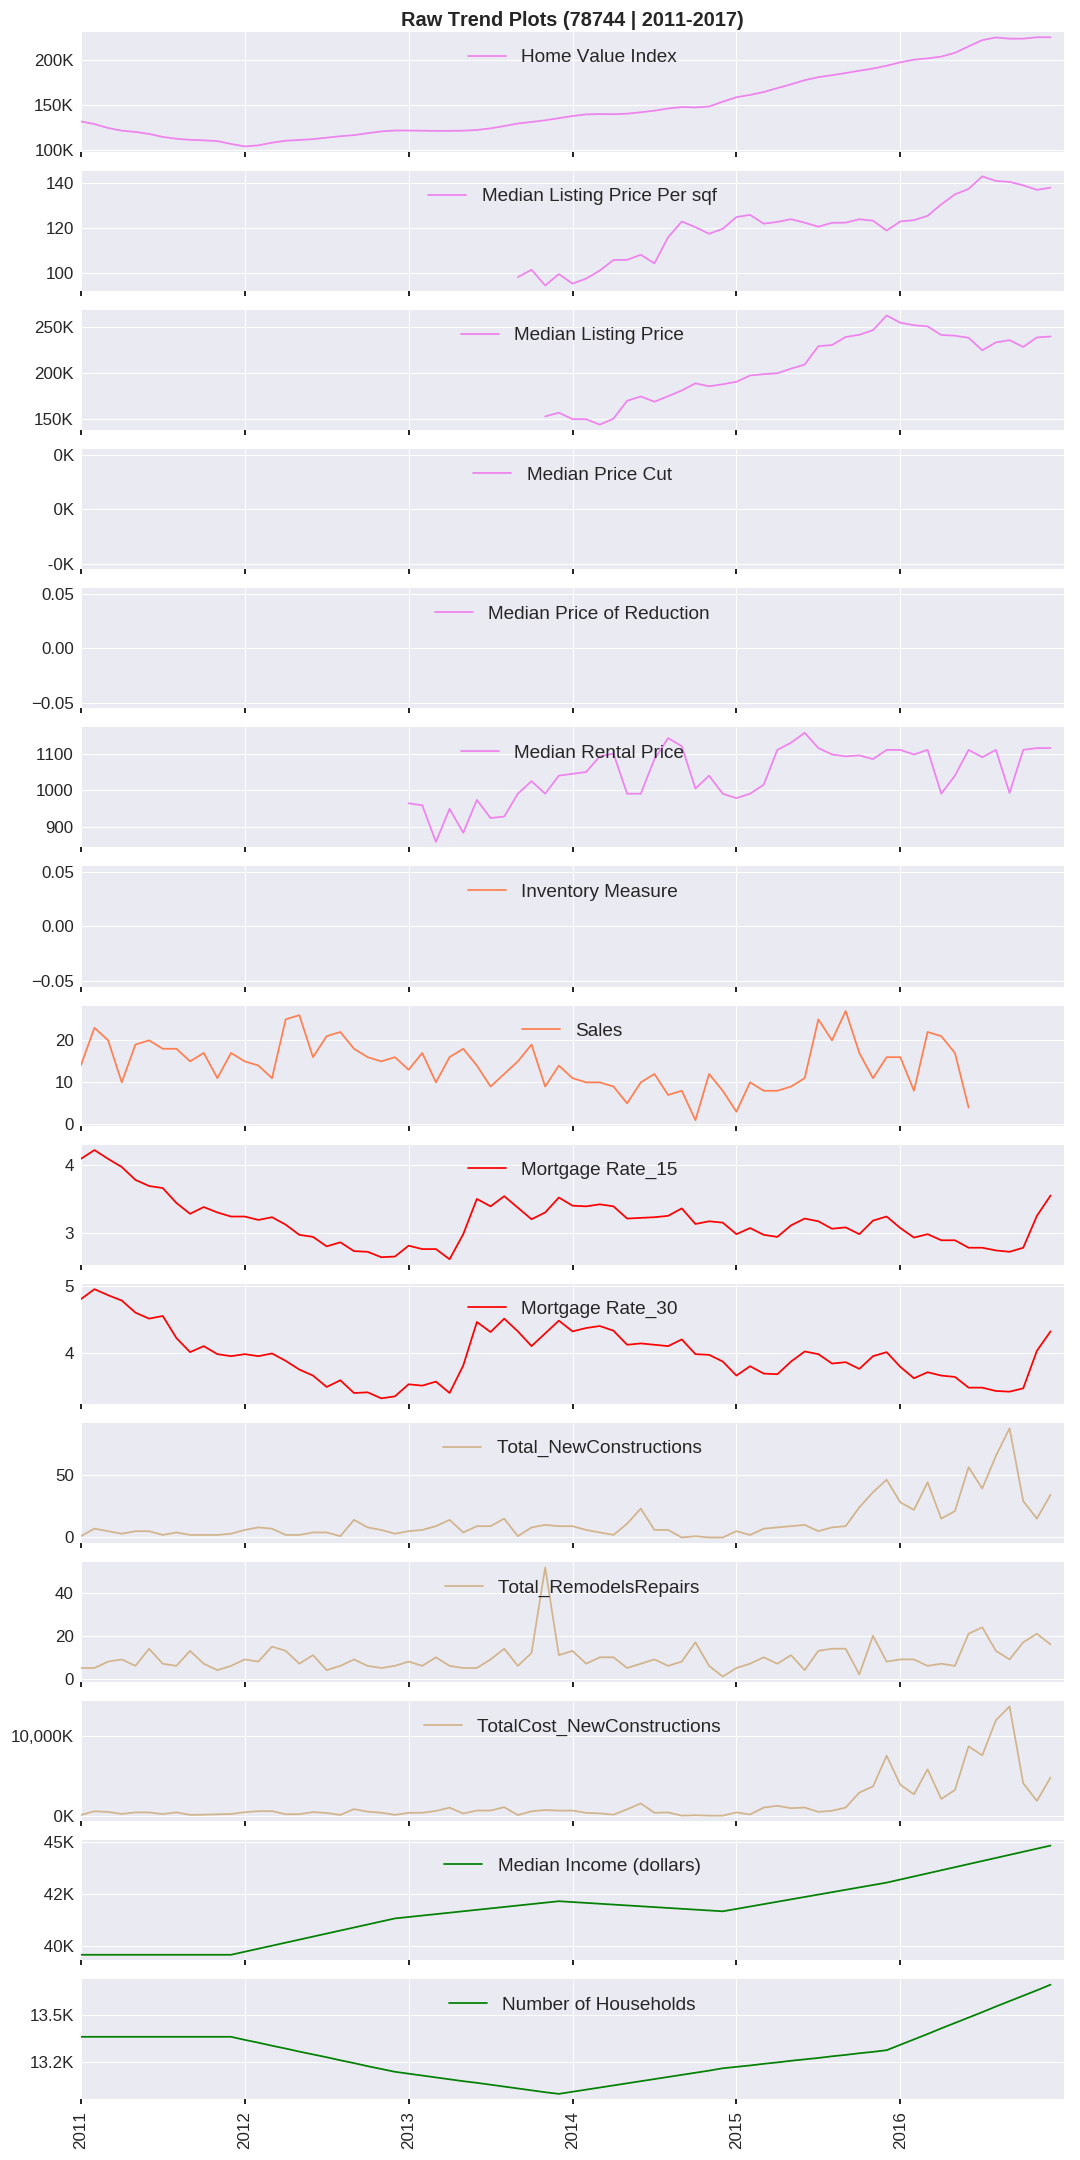 Raw Trend Plots (78744 | 2011-2017)
Home Value Index
200K
150K
100K
Median Listing Price Per sqf
140
120
100
Median Listing Price
250K
200K
150K
Median Price Cut
0K
0K
-0K
Median Price of Reduction
0.05
0.00
−0.05
Median Rental Price
1100
1000
900
Inventory Measure
0.05
0.00
−0.05
Sales
20
10
0
Mortgage Rate_15
4
3
Mortgage Rate_30
5
4
Total_NewConstructions
50
0
Total_RemodelsRepairs
40
20
0
TotalCost_NewConstructions
10,000K
0K
Median Income (dollars)
45K
42K
40K
Number of Households
13.5K
13.2K
2011
2012
2013
2014
2015
2016